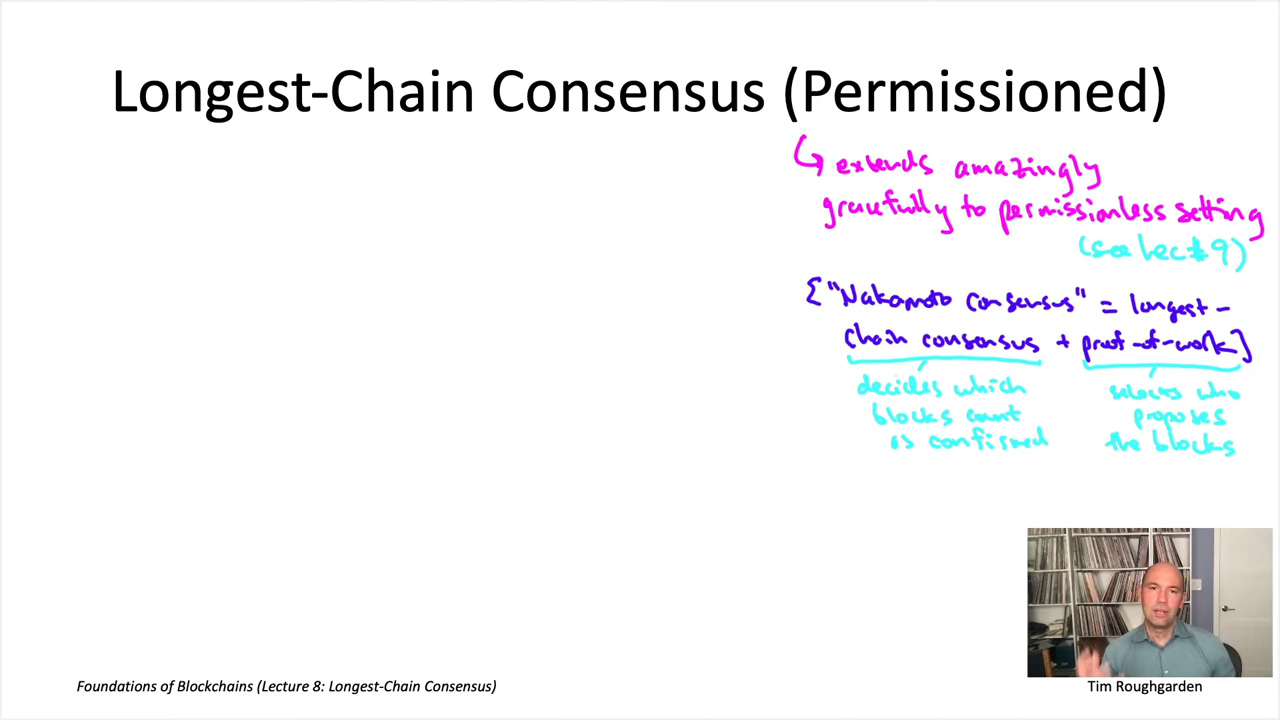 Longest-Chain Consensus (Permissioned)
↳ extends amazingly
gracefully to permissionless setting
(see Lec #9)
["Nakamoto consensus" = longest-
chain consensus + proof-of-work]
decides which
blocks count
as confirmed
selects who
proposes
the blocks
Foundations of Blockchains (Lecture 8: Longest-Chain Consensus)
Tim Roughgarden